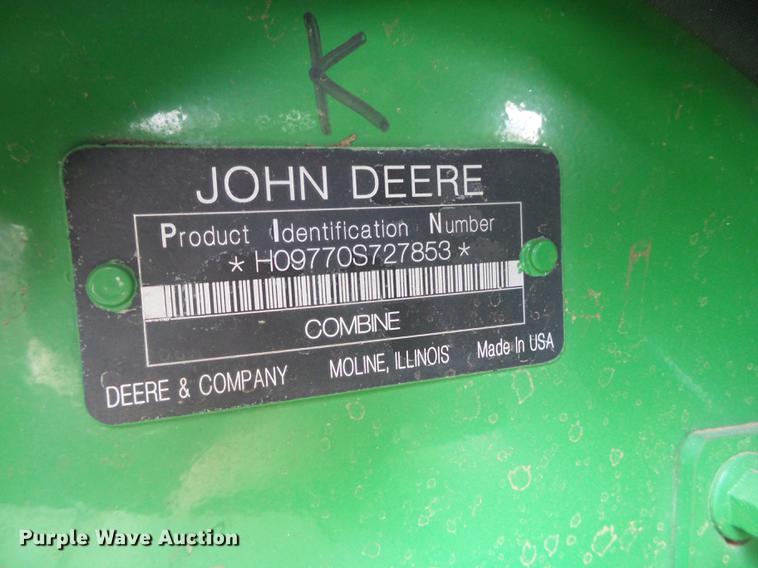 K
JOHN DEERE
Product Identification Number
* H09770S727853 *
COMBINE
DEERE & COMPANY MOLINE, ILLINOIS Made In USA
Purple Wave Auction